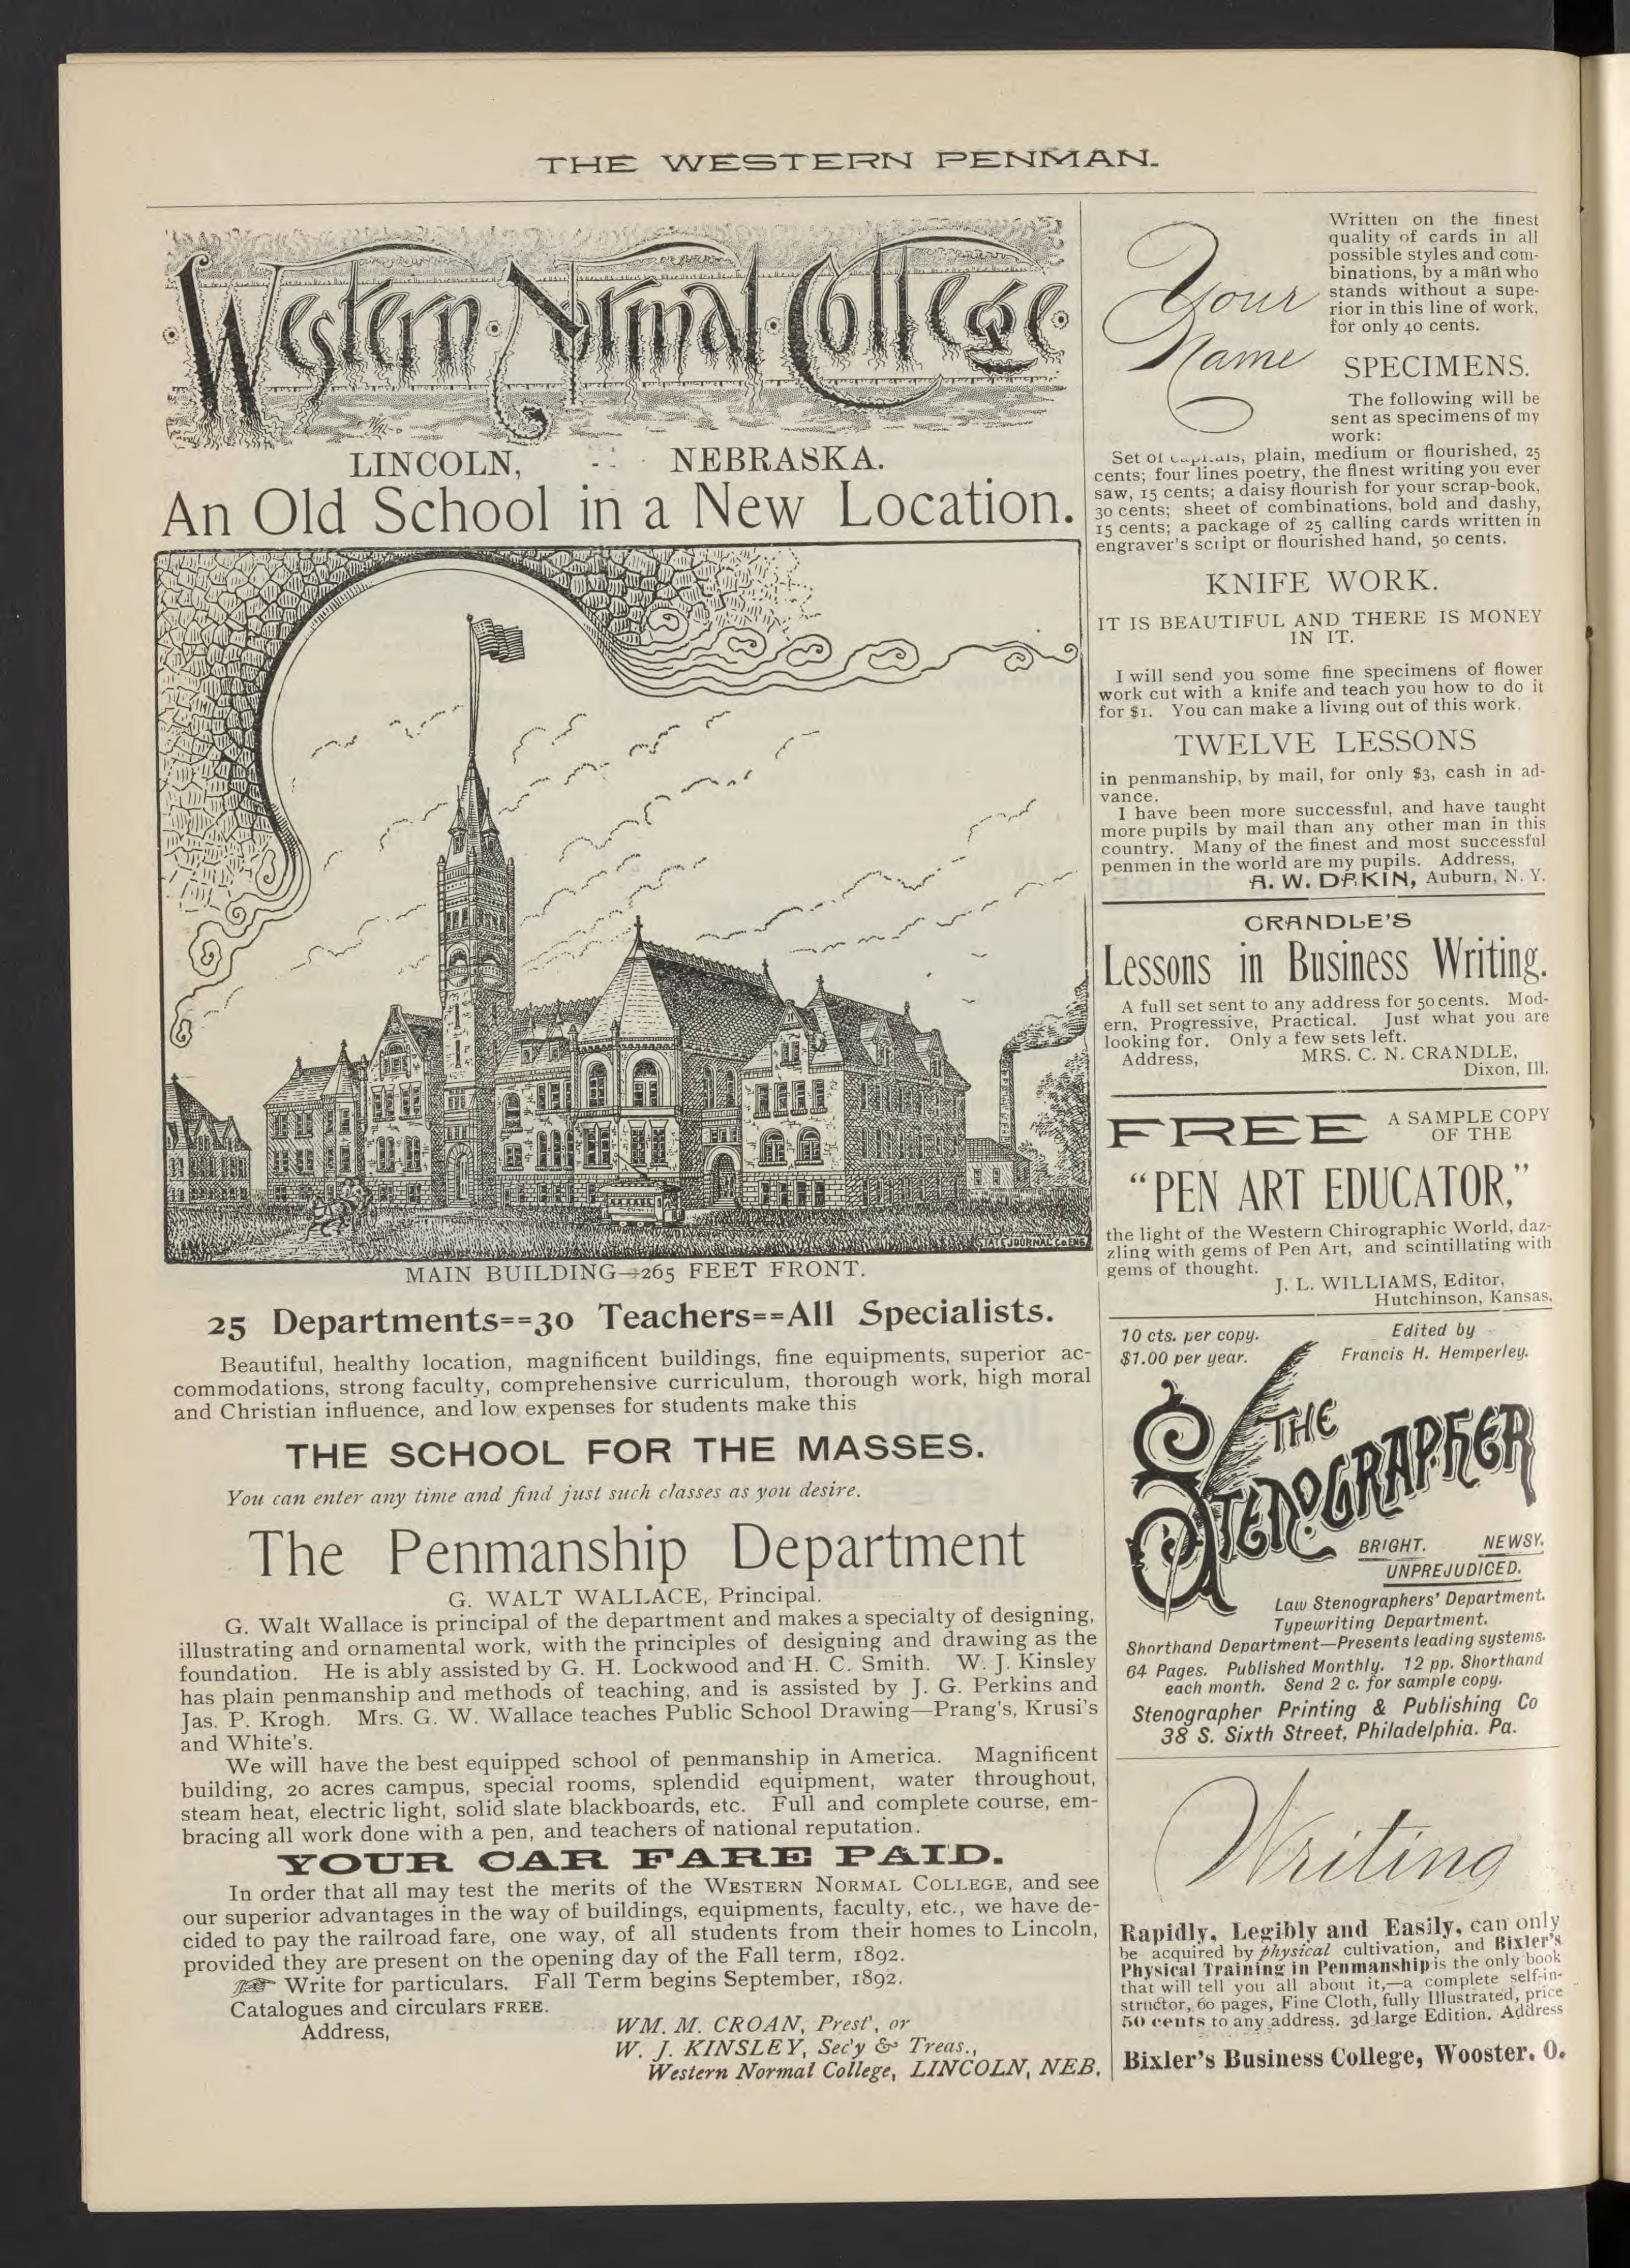 THE WESTERN PENMAN.
Western Normal College
LINCOLN, NEBRASKA.
An Old School in a New Location.
STATE JOURNAL Co ENG
MAIN BUILDING—265 FEET FRONT.
25 Departments==30 Teachers==All Specialists.
Beautiful, healthy location, magnificent buildings, fine equipments, superior ac-
commodations, strong faculty, comprehensive curriculum, thorough work, high moral
and Christian influence, and low expenses for students make this
THE SCHOOL FOR THE MASSES.
You can enter any time and find just such classes as you desire.
The Penmanship Department
G. WALT WALLACE, Principal.
G. Walt Wallace is principal of the department and makes a specialty of designing,
illustrating and ornamental work, with the principles of designing and drawing as the
foundation. He is ably assisted by G. H. Lockwood and H. C. Smith. W. J. Kinsley
has plain penmanship and methods of teaching, and is assisted by J. G. Perkins and
Jas. P. Krogh. Mrs. G. W. Wallace teaches Public School Drawing—Prang's, Krusi's
and White's.
We will have the best equipped school of penmanship in America. Magnificent
building, 20 acres campus, special rooms, splendid equipment, water throughout,
steam heat, electric light, solid slate blackboards, etc. Full and complete course, em-
bracing all work done with a pen, and teachers of national reputation.
YOUR CAR FARE PAID.
In order that all may test the merits of the WESTERN NORMAL COLLEGE, and see
our superior advantages in the way of buildings, equipments, faculty, etc., we have de-
cided to pay the railroad fare, one way, of all students from their homes to Lincoln,
provided they are present on the opening day of the Fall term, 1892.
☞ Write for particulars. Fall Term begins September, 1892.
Catalogues and circulars FREE.
Address,
WM. M. CROAN, Prest', or
W. J. KINSLEY, Sec'y & Treas.,
Western Normal College, LINCOLN, NEB.
Your
Name
Written on the finest
quality of cards in all
possible styles and com-
binations, by a man who
stands without a supe-
rior in this line of work,
for only 40 cents.
SPECIMENS.
The following will be
sent as specimens of my
work:
Set of capitals, plain, medium or flourished, 25
cents; four lines poetry, the finest writing you ever
saw, 15 cents; a daisy flourish for your scrap-book,
30 cents; sheet of combinations, bold and dashy,
15 cents; a package of 25 calling cards written in
engraver's script or flourished hand, 50 cents.
KNIFE WORK.
IT IS BEAUTIFUL AND THERE IS MONEY
IN IT.
I will send you some fine specimens of flower
work cut with a knife and teach you how to do it
for $1. You can make a living out of this work.
TWELVE LESSONS
in penmanship, by mail, for only $3, cash in ad-
vance.
I have been more successful, and have taught
more pupils by mail than any other man in this
country. Many of the finest and most successful
penmen in the world are my pupils. Address,
A. W. DAKIN, Auburn, N. Y.
CRANDLE'S
Lessons in Business Writing.
A full set sent to any address for 50 cents. Mod-
ern, Progressive, Practical. Just what you are
looking for. Only a few sets left.
Address, MRS. C. N. CRANDLE,
Dixon, Ill.
FREE A SAMPLE COPY
OF THE
"PEN ART EDUCATOR,"
the light of the Western Chirographic World, daz-
zling with gems of Pen Art, and scintillating with
gems of thought.
J. L. WILLIAMS, Editor,
Hutchinson, Kansas.
10 cts. per copy.
$1.00 per year.
Edited by
Francis H. Hemperley.
THE
STENOGRAPHER
BRIGHT. NEWSY.
UNPREJUDICED.
Law Stenographers' Department.
Typewriting Department.
Shorthand Department—Presents leading systems.
64 Pages. Published Monthly. 12 pp. Shorthand
each month. Send 2 c. for sample copy.
Stenographer Printing & Publishing Co
38 S. Sixth Street, Philadelphia. Pa.
Writing
Rapidly, Legibly and Easily, can only
be acquired by physical cultivation, and Bixler's
Physical Training in Penmanship is the only book
that will tell you all about it,—a complete self-in-
structor, 60 pages, Fine Cloth, fully Illustrated, price
50 cents to any address. 3d large Edition. Address
Bixler's Business College, Wooster. O.